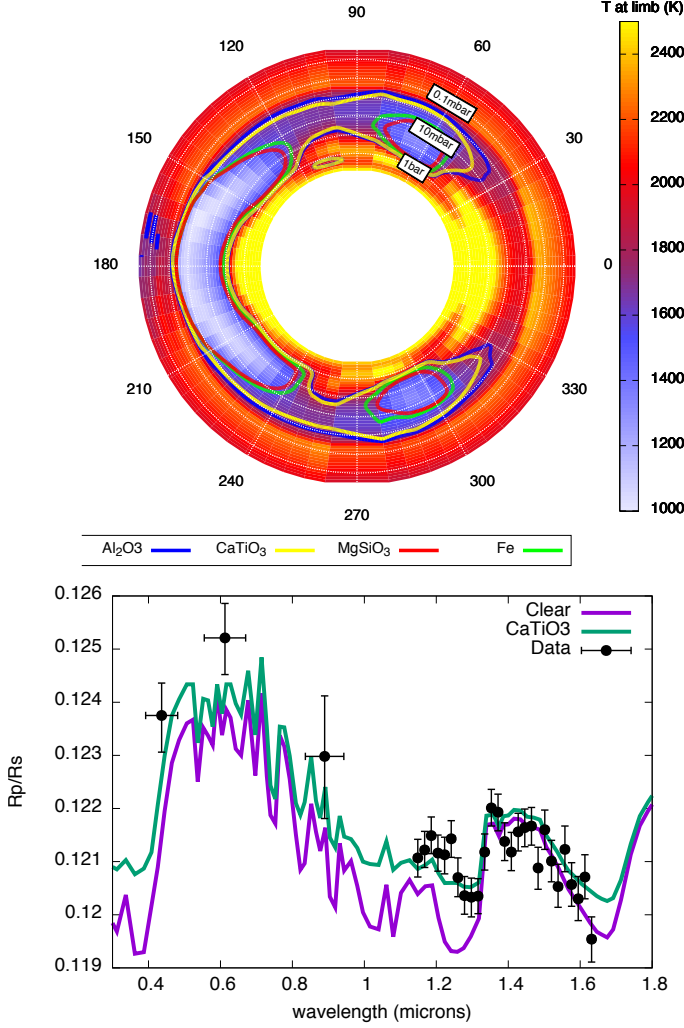 T at limb (K)
90
120
60
2400
0.1mbar
10mbar
2200
150
30
1bar
2000
180
0
1800
1600
1400
210
330
1200
240
300
1000
270
Al₂O3 CaTiO₃ MgSiO₃ Fe
0.126
Clear
CaTiO3
Data
0.125
0.124
0.123
0.122
0.121
0.12
0.119
Rp/Rs
0.4 0.6 0.8 1 1.2 1.4 1.6 1.8
wavelength (microns)